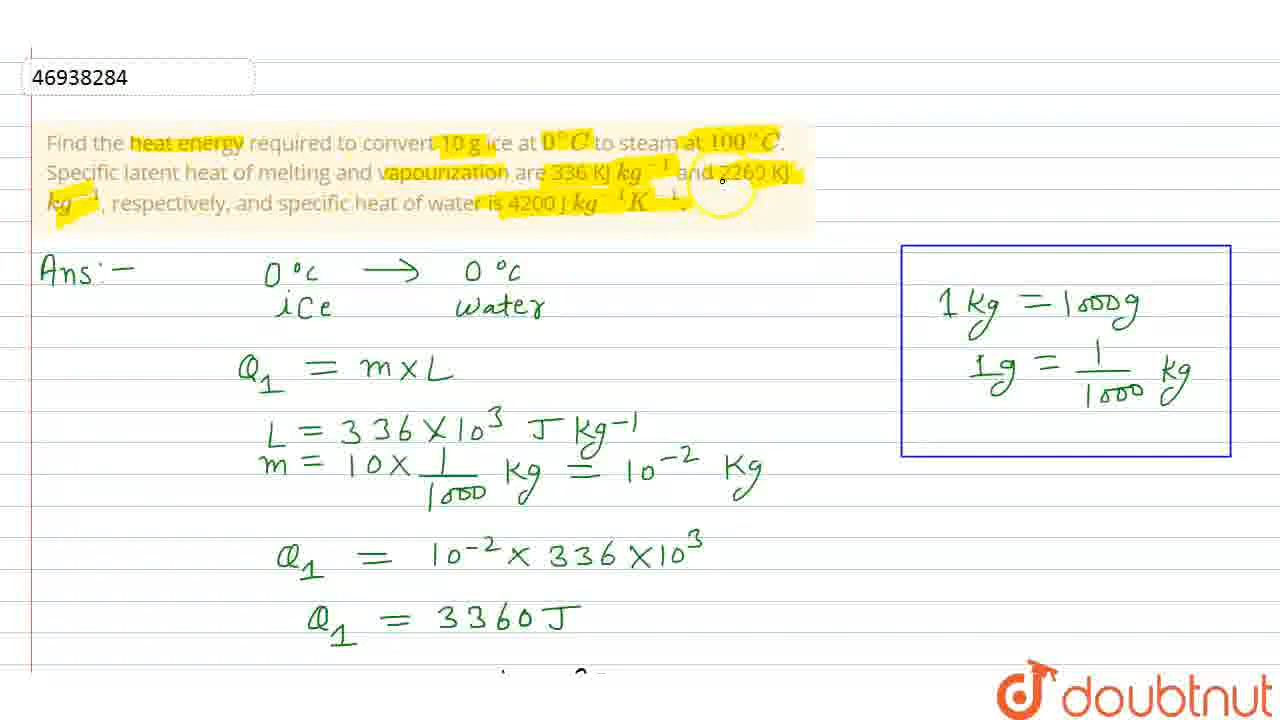 46938284
Find the heat energy required to convert 10 g ice at 0°C to steam at 100°C.
Specific latent heat of melting and vapourization are 336 KJ kg⁻¹ and 2260 KJ
kg⁻¹, respectively, and specific heat of water is 4200 J kg⁻¹K⁻¹.
Ans:- 0°C → 0°C
ice water
Q₁ = m×L
L = 336×10³ J Kg⁻¹
m = 10× 1/1000 Kg = 10⁻² Kg
Q₁ = 10⁻² × 336 ×10³
Q₁ = 3360 J
1 Kg = 1000g
1g = 1/1000 Kg
doubtnut